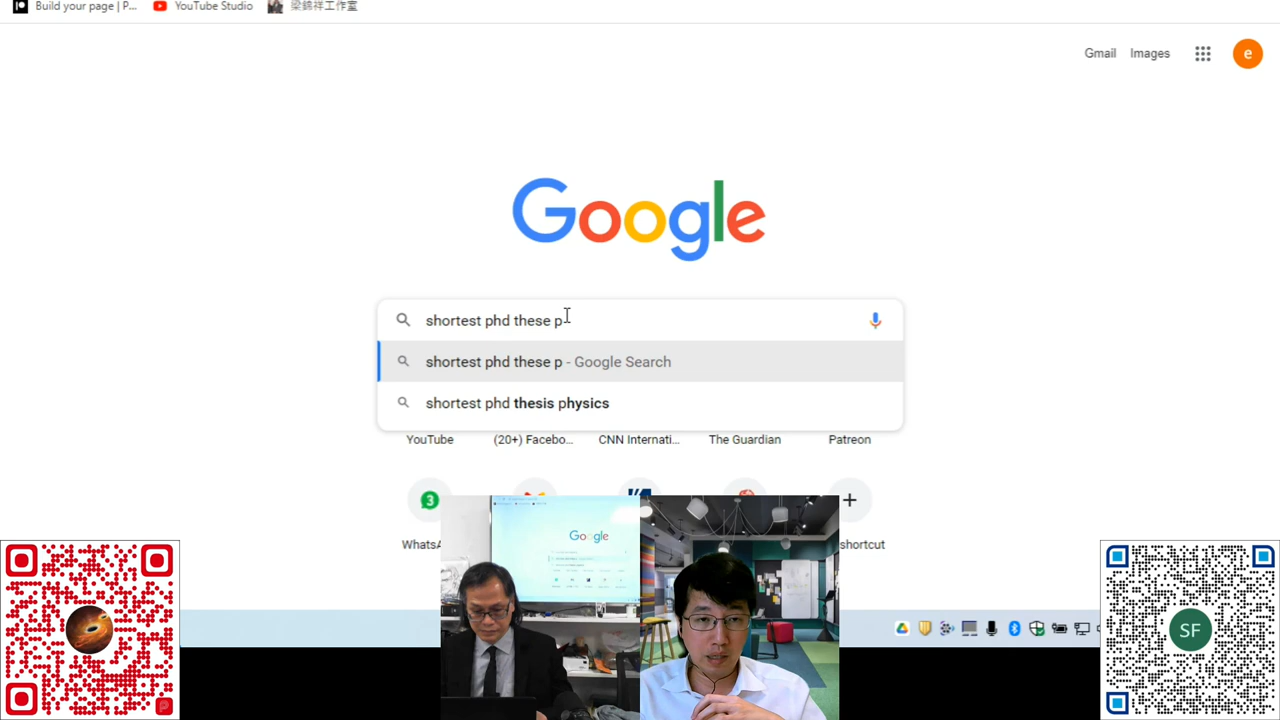 Build your page | P...
YouTube Studio
梁錦祥工作室
Gmail
Images
e
Google
shortest phd these p
shortest phd these p - Google Search
shortest phd thesis physics
YouTube
(20+) Facebo...
CNN Internati...
The Guardian
Patreon
3
WhatsA
shortcut
Google
SF